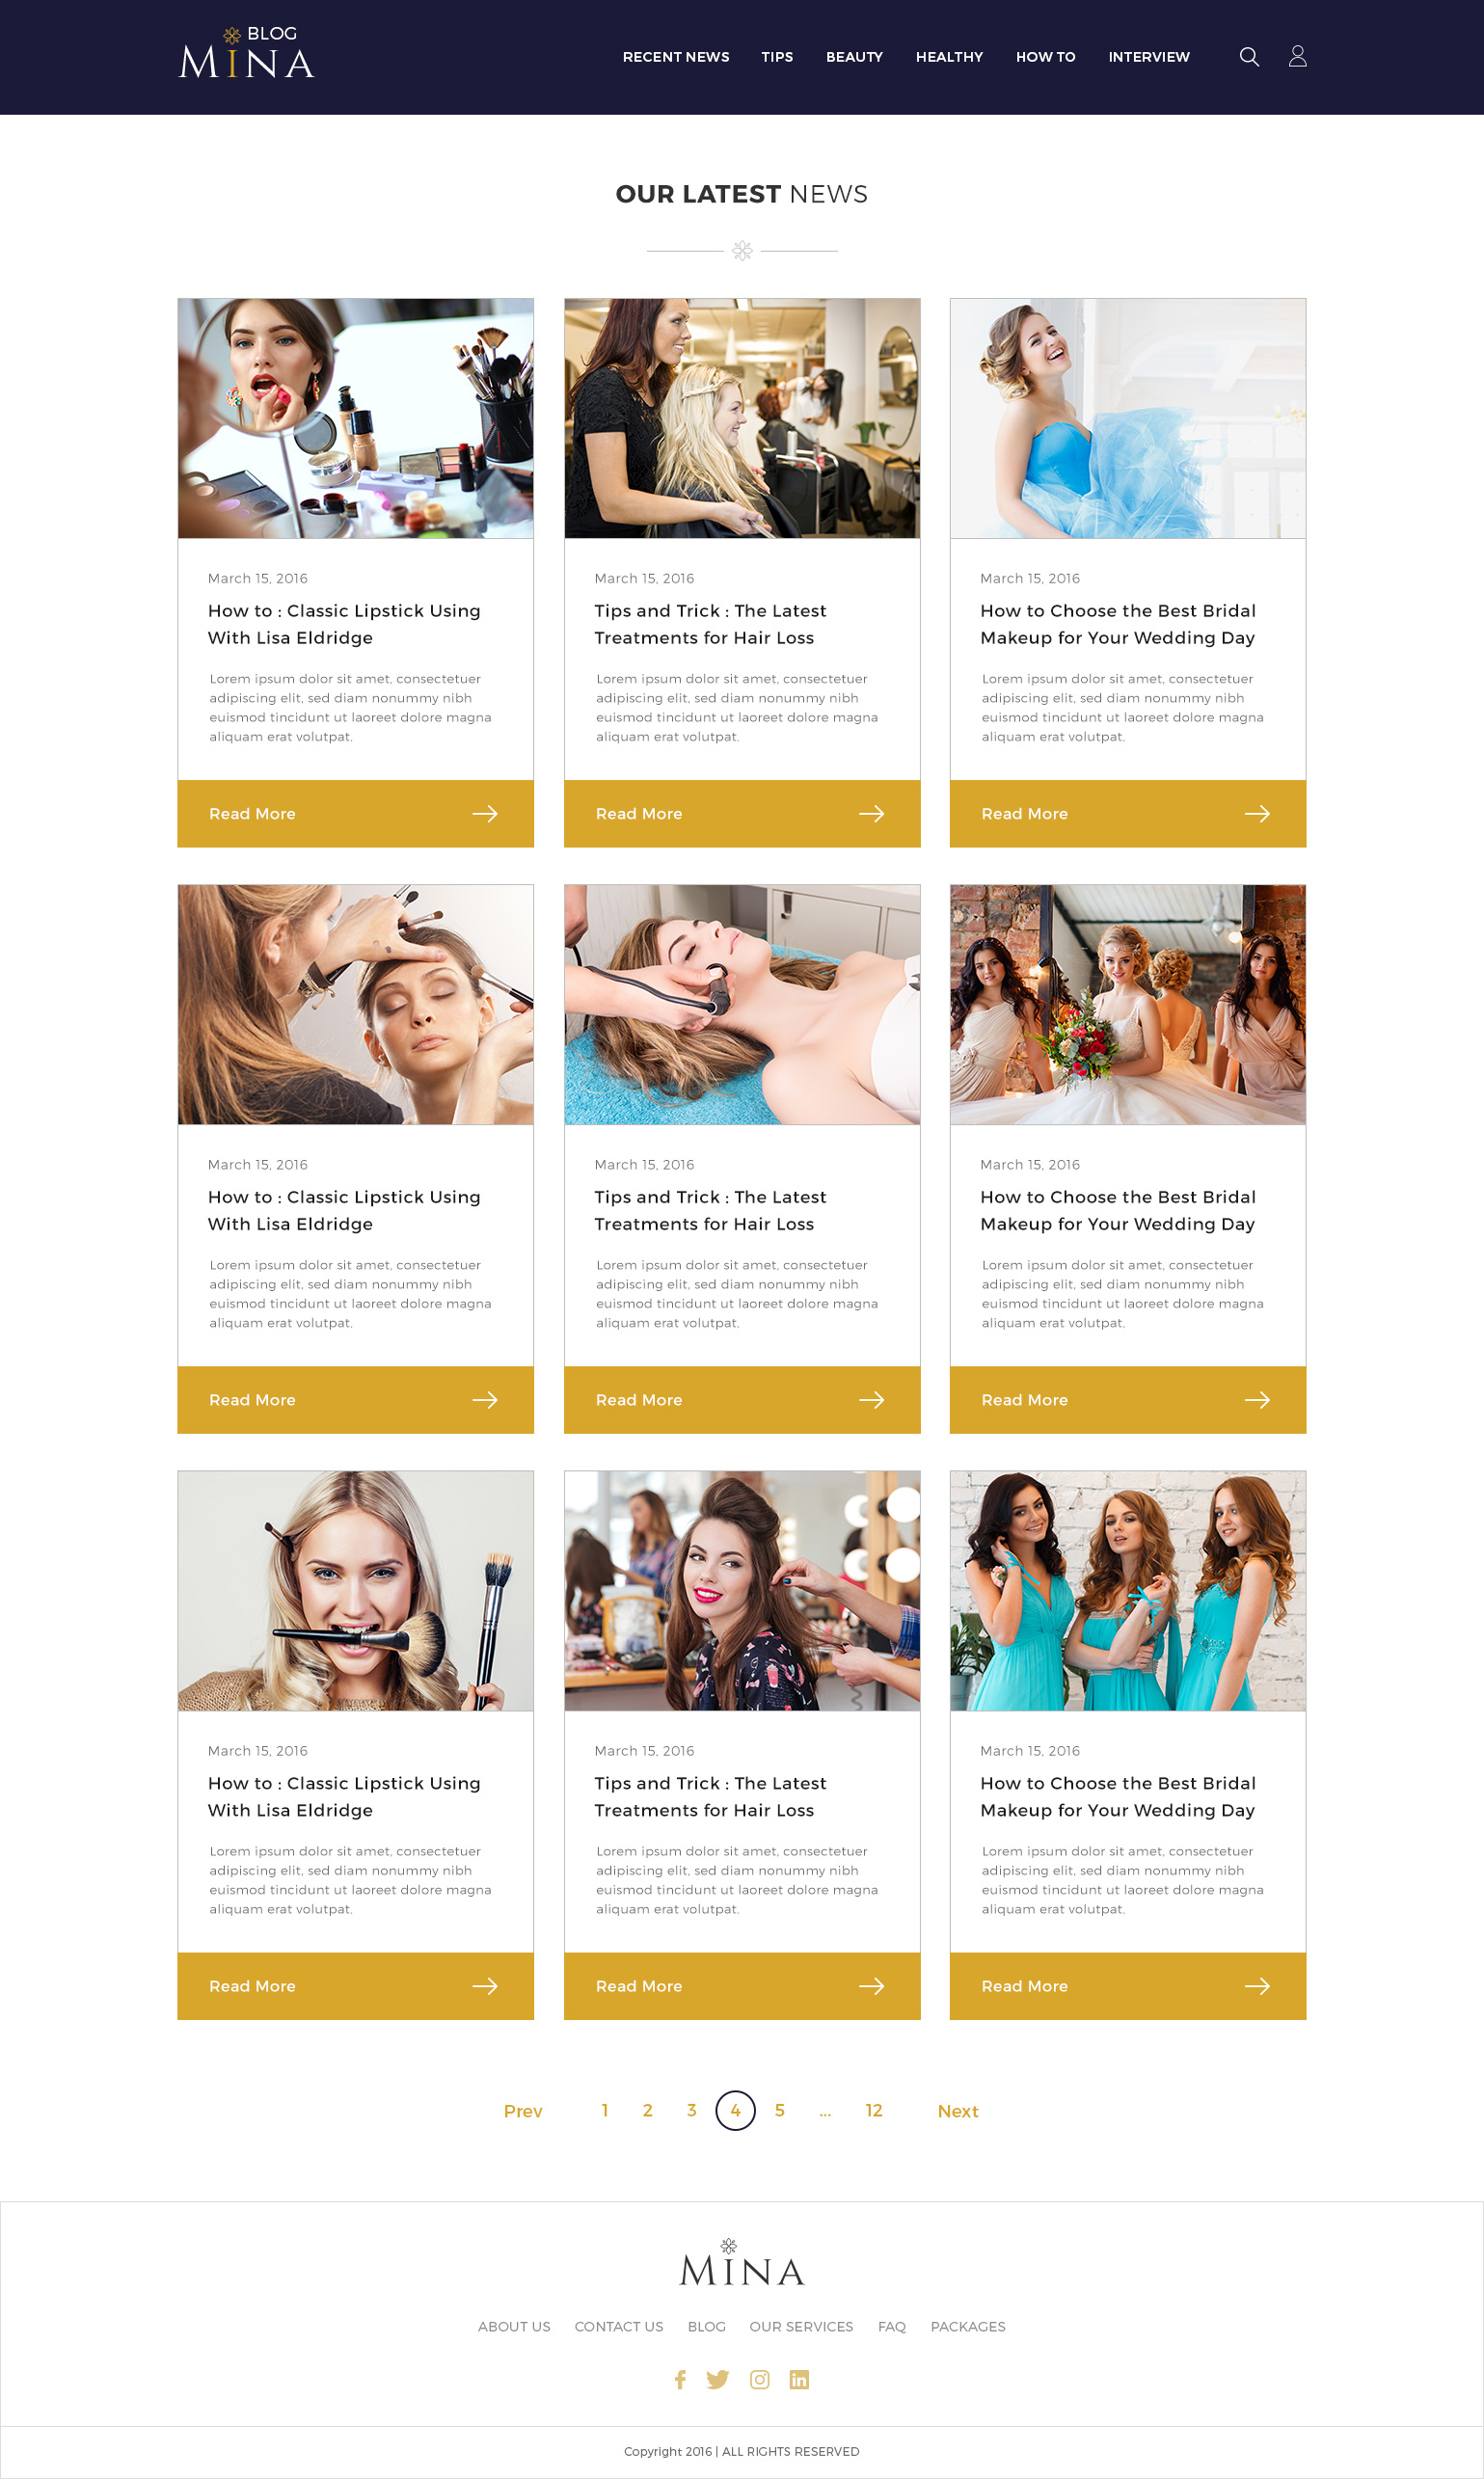 BLOG
MINA
RECENT NEWS TIPS BEAUTY HEALTHY HOW TO INTERVIEW
OUR LATEST NEWS
March 15, 2016
How to : Classic Lipstick Using
With Lisa Eldridge
Lorem ipsum dolor sit amet, consectetuer
adipiscing elit, sed diam nonummy nibh
euismod tincidunt ut laoreet dolore magna
aliquam erat volutpat.
Read More
March 15, 2016
Tips and Trick : The Latest
Treatments for Hair Loss
Lorem ipsum dolor sit amet, consectetuer
adipiscing elit, sed diam nonummy nibh
euismod tincidunt ut laoreet dolore magna
aliquam erat volutpat.
Read More
March 15, 2016
How to Choose the Best Bridal
Makeup for Your Wedding Day
Lorem ipsum dolor sit amet, consectetuer
adipiscing elit, sed diam nonummy nibh
euismod tincidunt ut laoreet dolore magna
aliquam erat volutpat.
Read More
March 15, 2016
How to : Classic Lipstick Using
With Lisa Eldridge
Lorem ipsum dolor sit amet, consectetuer
adipiscing elit, sed diam nonummy nibh
euismod tincidunt ut laoreet dolore magna
aliquam erat volutpat.
Read More
March 15, 2016
Tips and Trick : The Latest
Treatments for Hair Loss
Lorem ipsum dolor sit amet, consectetuer
adipiscing elit, sed diam nonummy nibh
euismod tincidunt ut laoreet dolore magna
aliquam erat volutpat.
Read More
March 15, 2016
How to Choose the Best Bridal
Makeup for Your Wedding Day
Lorem ipsum dolor sit amet, consectetuer
adipiscing elit, sed diam nonummy nibh
euismod tincidunt ut laoreet dolore magna
aliquam erat volutpat.
Read More
March 15, 2016
How to : Classic Lipstick Using
With Lisa Eldridge
Lorem ipsum dolor sit amet, consectetuer
adipiscing elit, sed diam nonummy nibh
euismod tincidunt ut laoreet dolore magna
aliquam erat volutpat.
Read More
March 15, 2016
Tips and Trick : The Latest
Treatments for Hair Loss
Lorem ipsum dolor sit amet, consectetuer
adipiscing elit, sed diam nonummy nibh
euismod tincidunt ut laoreet dolore magna
aliquam erat volutpat.
Read More
March 15, 2016
How to Choose the Best Bridal
Makeup for Your Wedding Day
Lorem ipsum dolor sit amet, consectetuer
adipiscing elit, sed diam nonummy nibh
euismod tincidunt ut laoreet dolore magna
aliquam erat volutpat.
Read More
Prev 1 2 3 4 5 ... 12 Next
MINA
ABOUT US CONTACT US BLOG OUR SERVICES FAQ PACKAGES
Copyright 2016 | ALL RIGHTS RESERVED